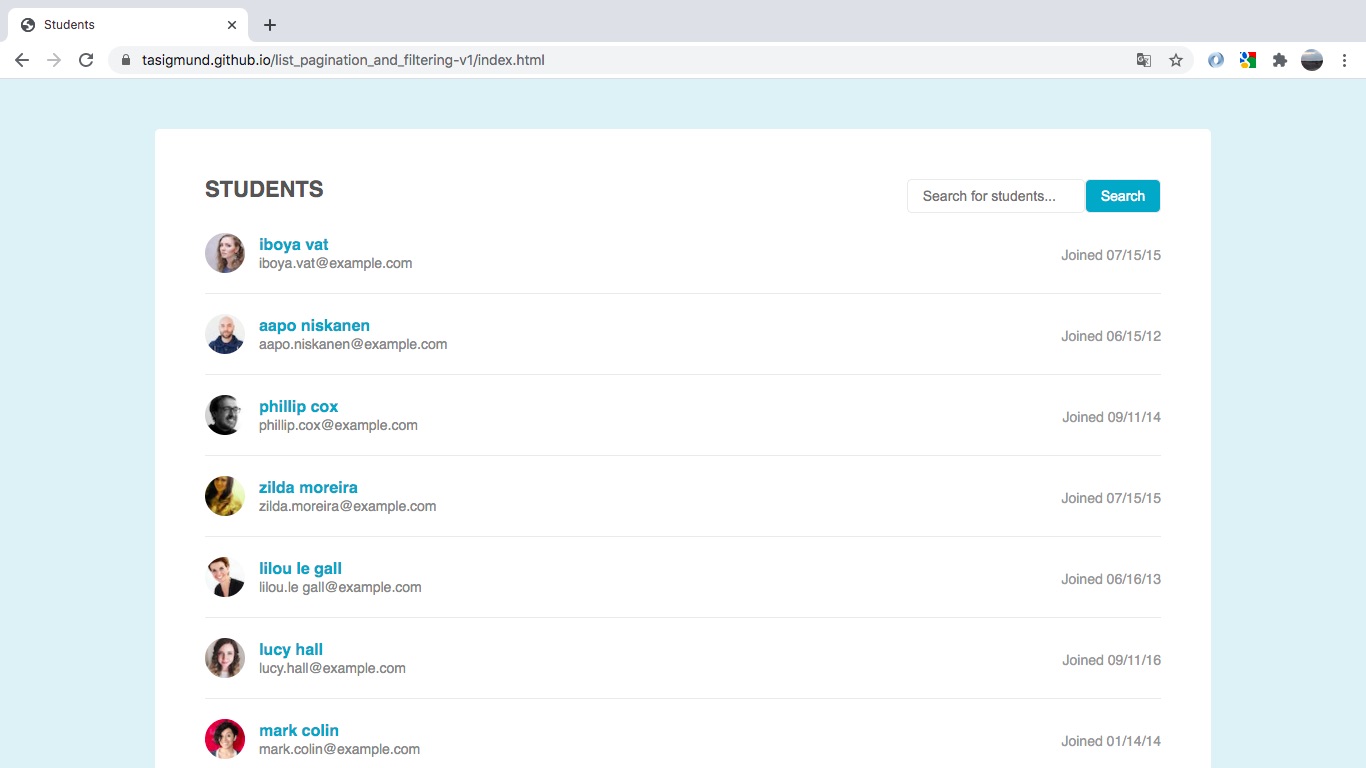 Students
tasigmund.github.io/list_pagination_and_filtering-v1/index.html
STUDENTS
Search for students...
Search
iboya vat
iboya.vat@example.com
Joined 07/15/15
aapo niskanen
aapo.niskanen@example.com
Joined 06/15/12
phillip cox
phillip.cox@example.com
Joined 09/11/14
zilda moreira
zilda.moreira@example.com
Joined 07/15/15
lilou le gall
lilou.le gall@example.com
Joined 06/16/13
lucy hall
lucy.hall@example.com
Joined 09/11/16
mark colin
mark.colin@example.com
Joined 01/14/14